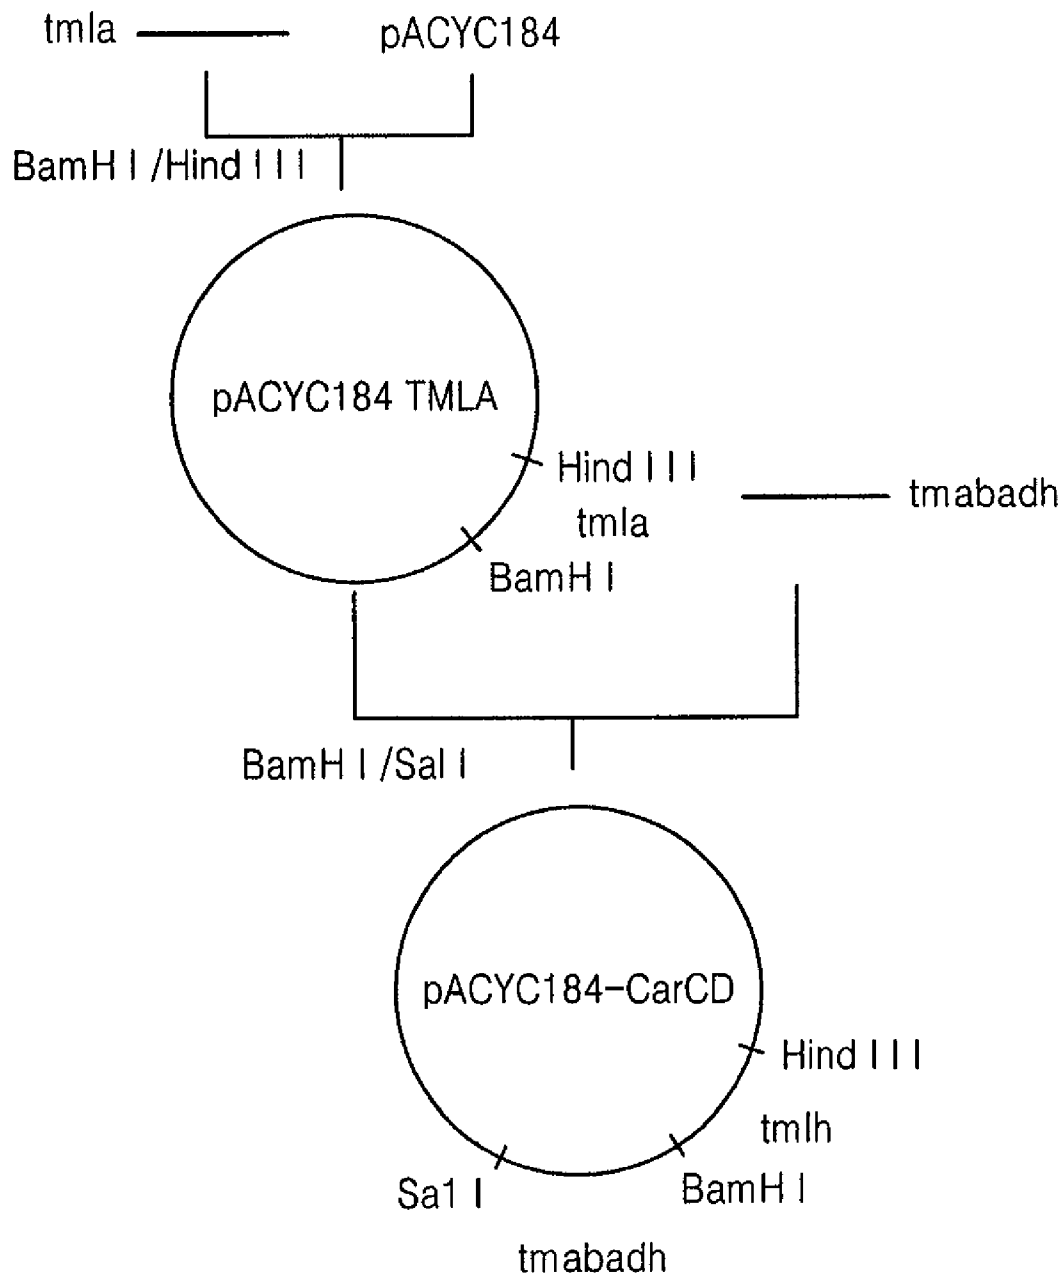 tmla pACYC184
BamH I /Hind I I I
pACYC184 TMLA
Hind I I I
tmabadh
tmla
BamH I
BamH I /Sal I
pACYC184-CarCD
Hind I I I
tmlh
Sa1 I
BamH I
tmabadh